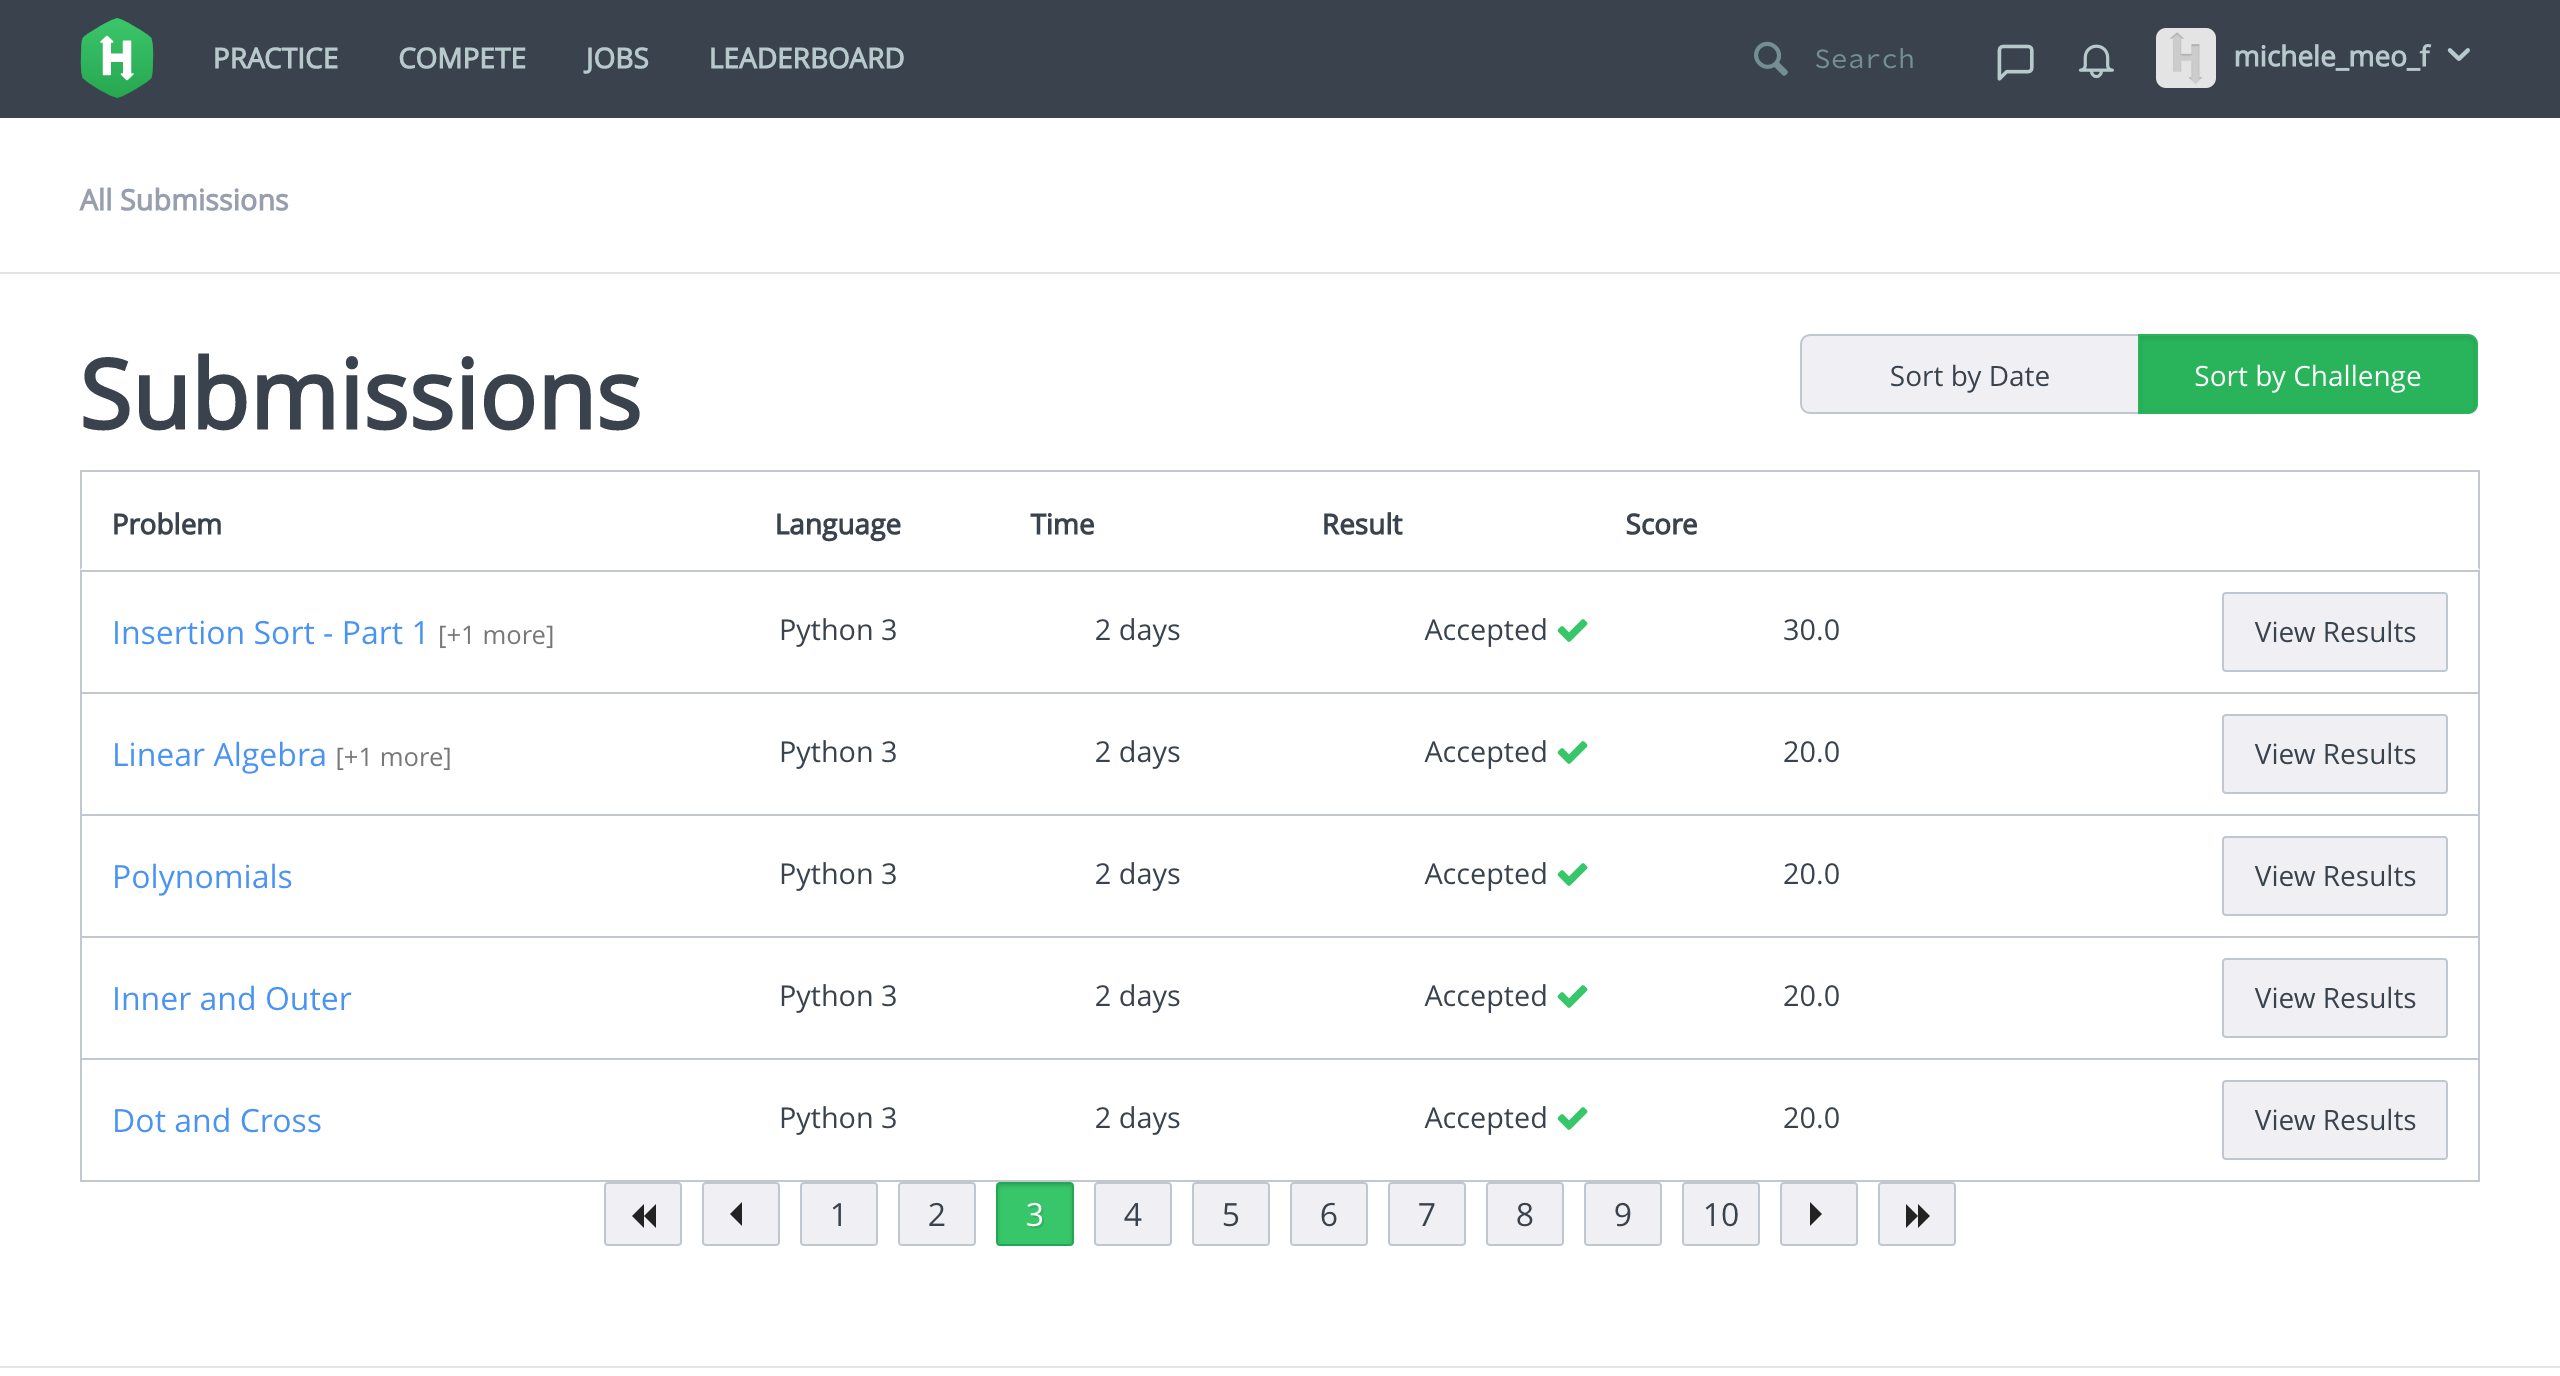 PRACTICE COMPETE JOBS LEADERBOARD Search michele_meo_f
All Submissions
Submissions
Sort by Date Sort by Challenge
Problem Language Time Result Score
Insertion Sort - Part 1 [+1 more] Python 3 2 days Accepted 30.0 View Results
Linear Algebra [+1 more] Python 3 2 days Accepted 20.0 View Results
Polynomials Python 3 2 days Accepted 20.0 View Results
Inner and Outer Python 3 2 days Accepted 20.0 View Results
Dot and Cross Python 3 2 days Accepted 20.0 View Results
1 2 3 4 5 6 7 8 9 10